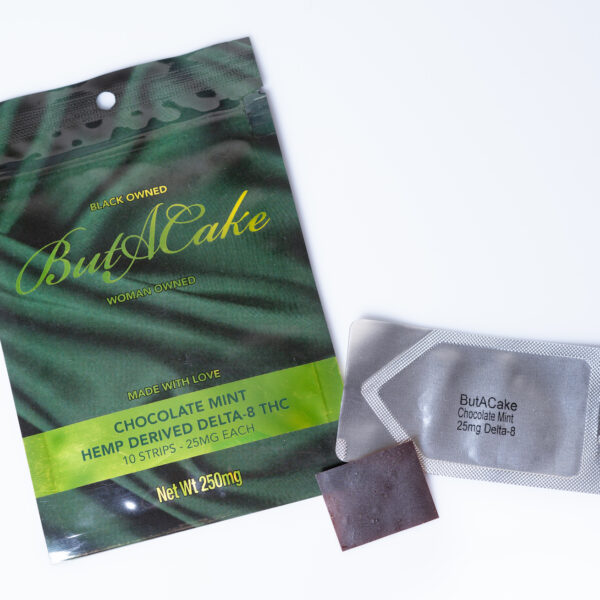 BLACK OWNED
ButACake
WOMAN OWNED
MADE WITH LOVE
CHOCOLATE MINT
HEMP DERIVED DELTA-8 THC
10 STRIPS - 25MG EACH
Net Wt 250mg
ButACake
Chocolate Mint
25mg Delta-8